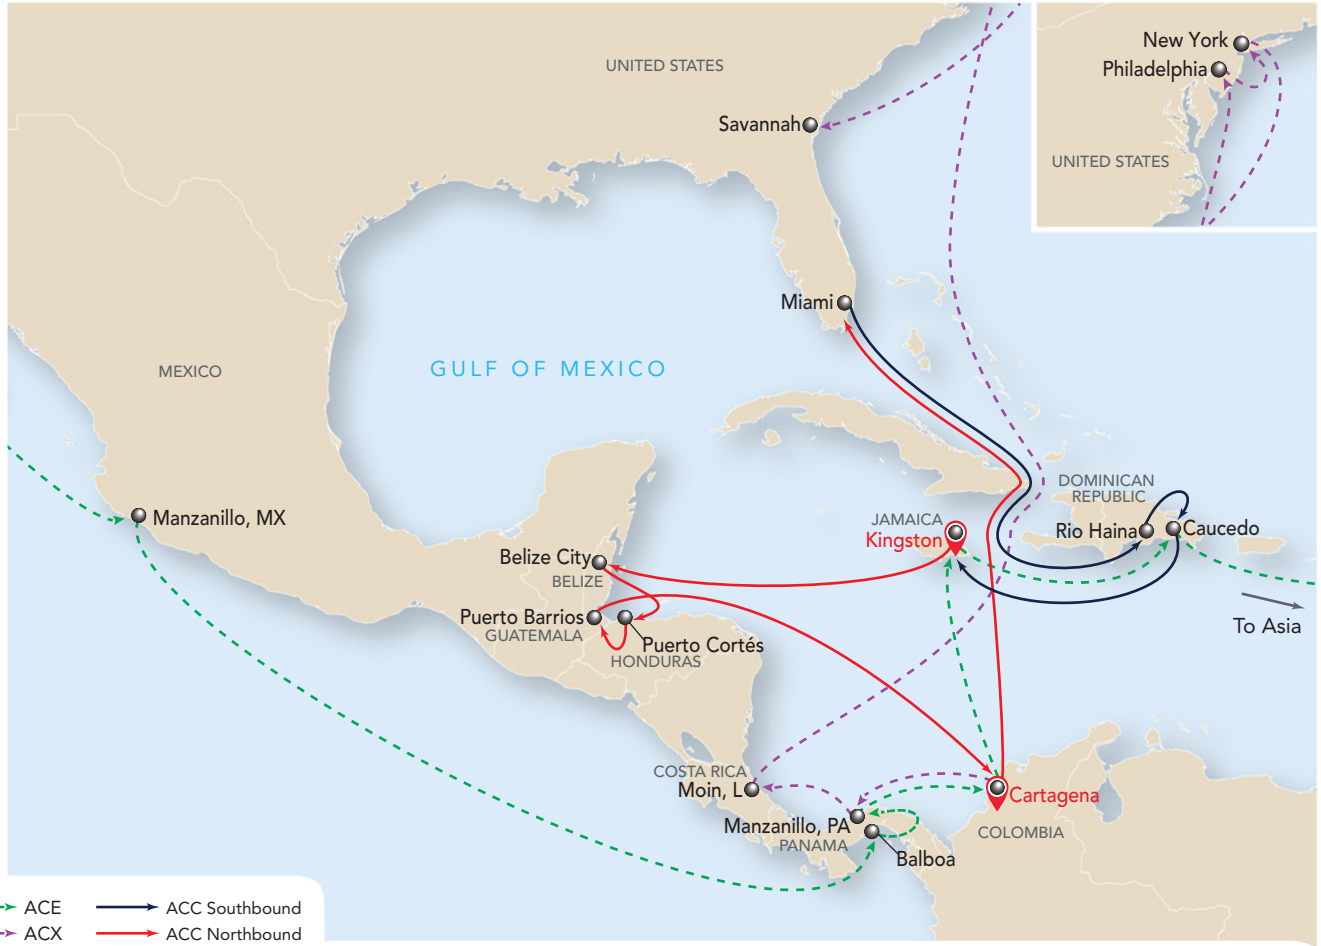 New York
Philadelphia
UNITED STATES
UNITED STATES
Savannah
Miami
MEXICO
GULF OF MEXICO
DOMINICAN
REPUBLIC
JAMAICA
Kingston
Rio Haina
Caucedo
Manzanillo, MX
Belize City
BELIZE
To Asia
Puerto Barrios
GUATEMALA
Puerto Cortés
HONDURAS
COSTA RICA
Moin, L
Cartagena
Manzanillo, PA
PANAMA
COLOMBIA
Balboa
ACE
ACC Southbound
ACX
ACC Northbound